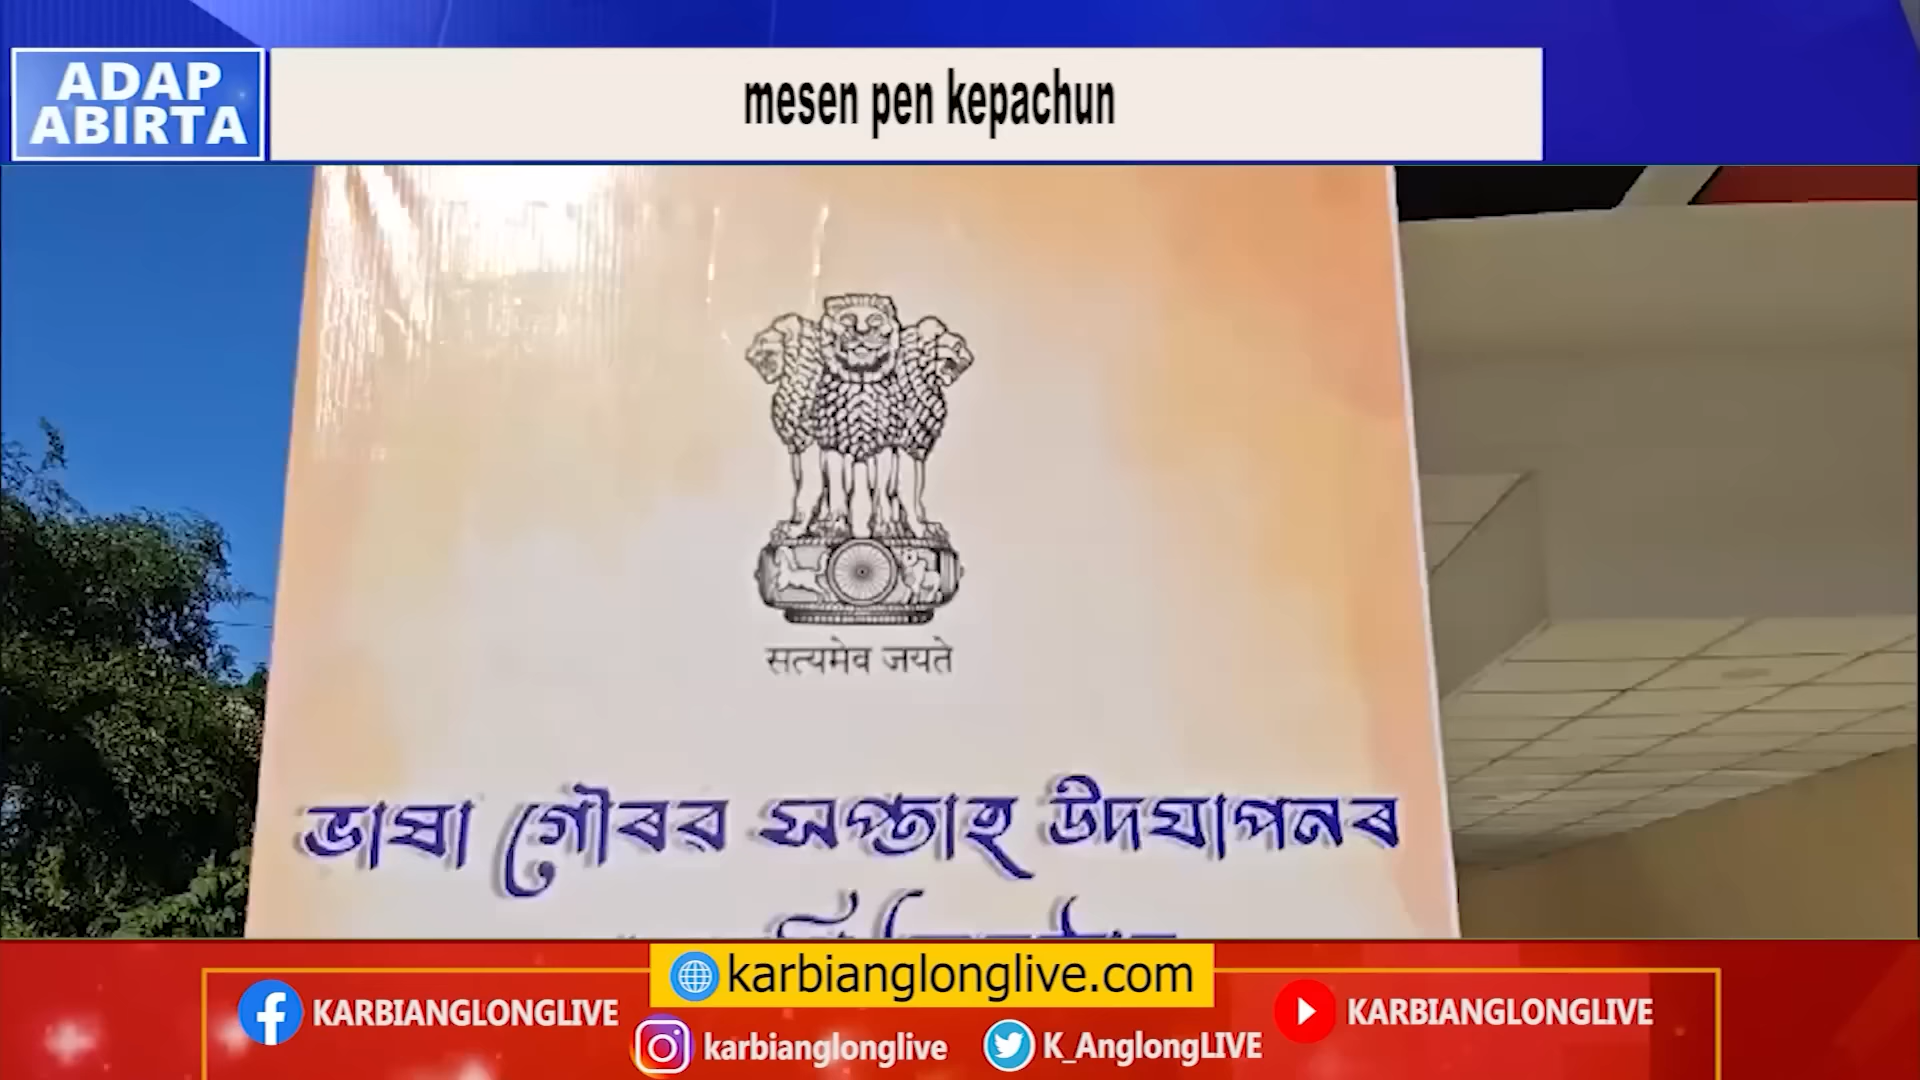 ADAP
ABIRTA
mesen pen kepachun
सत्यमेव जयते
ভাষা গৌৰৱ সপ্তাহ উদযাপনৰ
karbianglonglive.com
KARBIANGLONGLIVE
karbianglonglive
K_AnglongLIVE
KARBIANGLONGLIVE